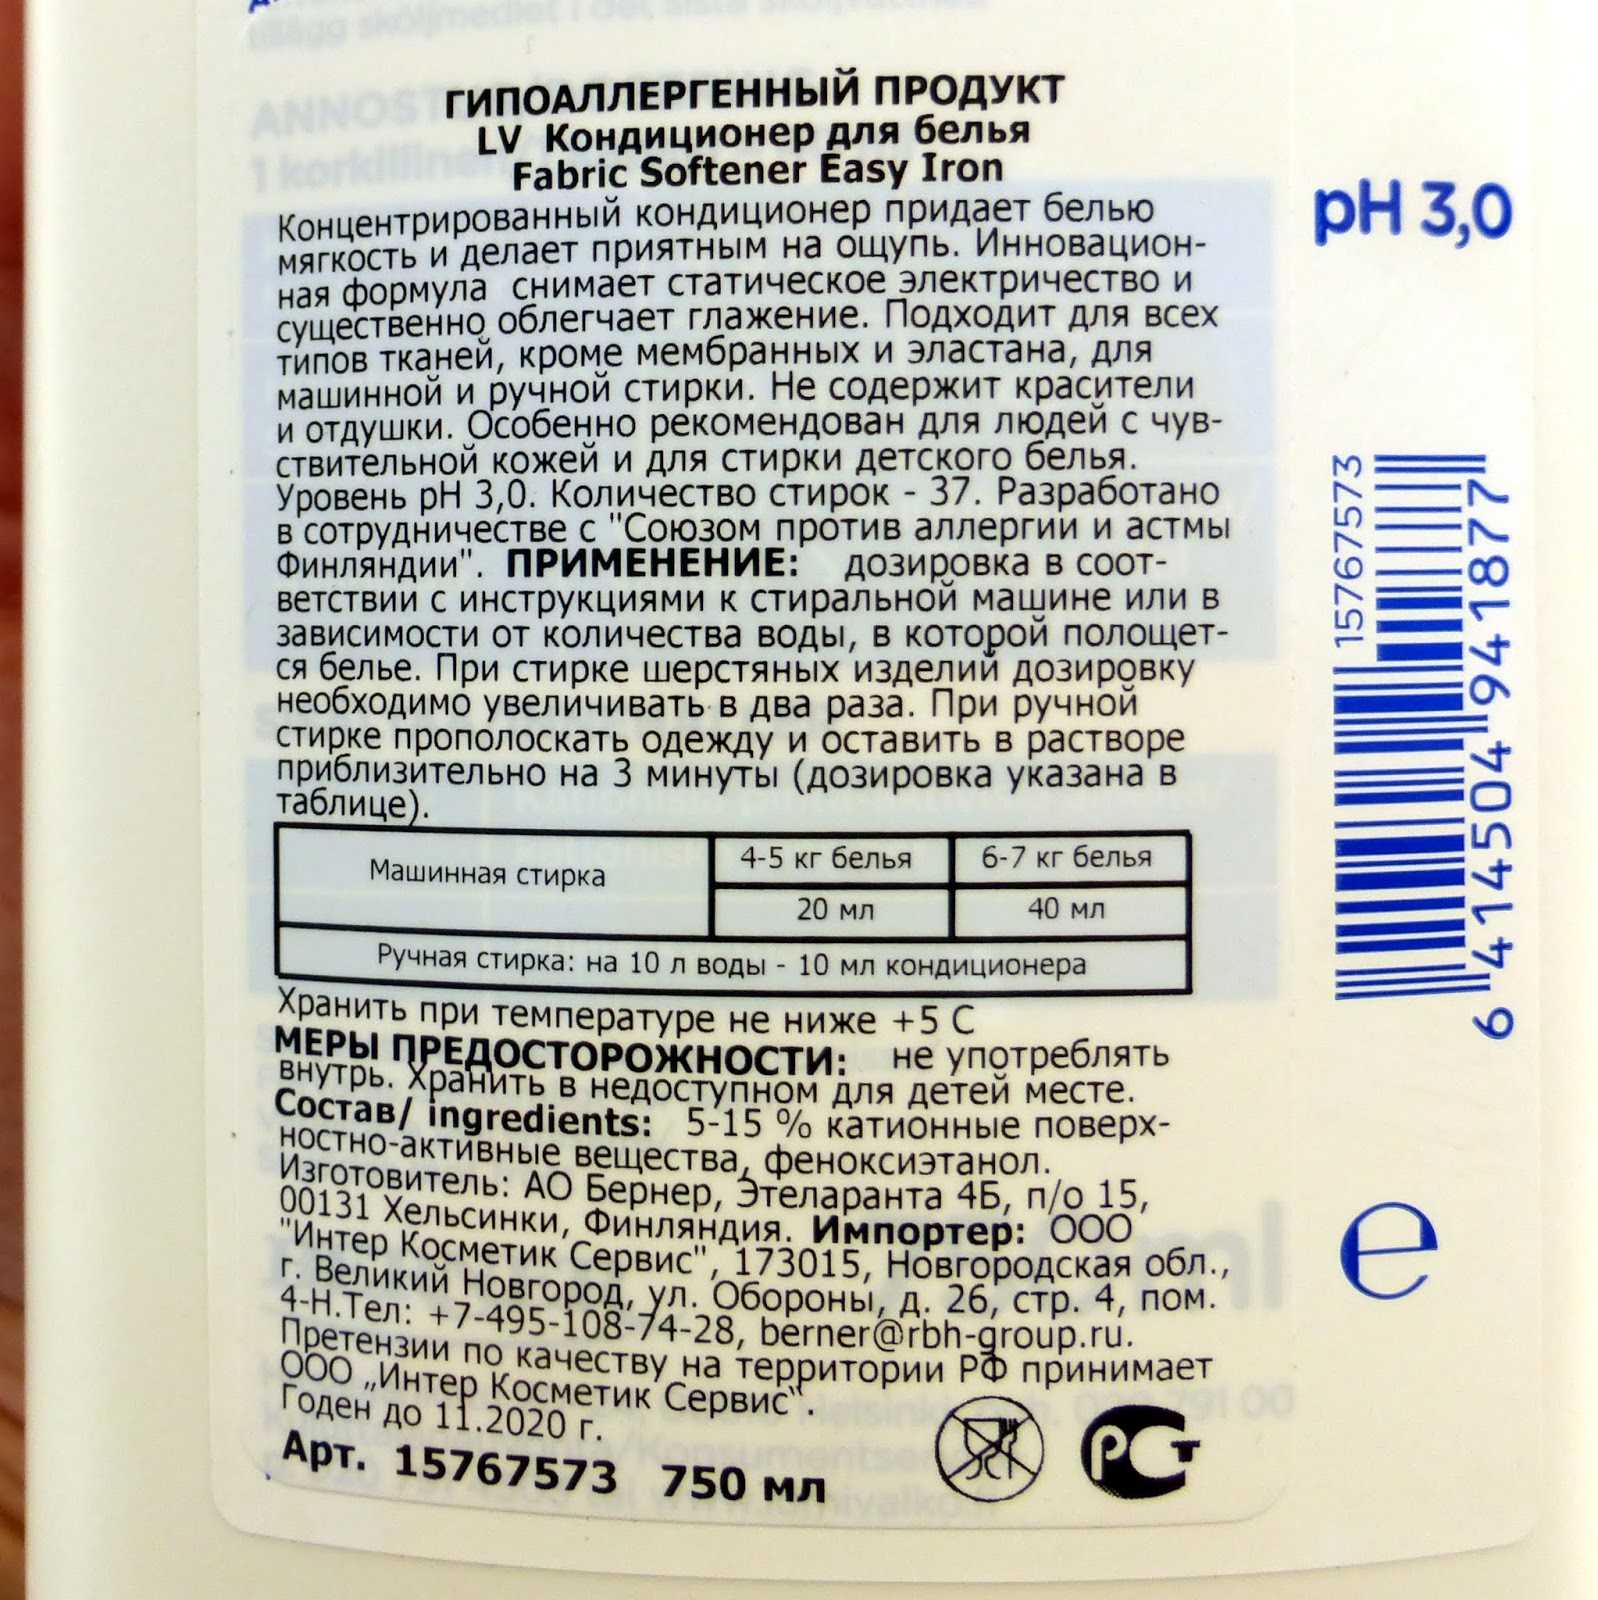 ГИПОАЛЛЕРГЕННЫЙ ПРОДУКТ
LV Кондиционер для белья
Fabric Softener Easy Iron
Концентрированный кондиционер придает белью
мягкость и делает приятным на ощупь. Инновацион-
ная формула снимает статическое электричество и
существенно облегчает глажение. Подходит для всех
типов тканей, кроме мембранных и эластана, для
машинной и ручной стирки. Не содержит красители
и отдушки. Особенно рекомендован для людей с чув-
ствительной кожей и для стирки детского белья.
Уровень pH 3,0. Количество стирок - 37. Разработано
в сотрудничестве с "Союзом против аллергии и астмы
Финляндии". ПРИМЕНЕНИЕ: дозировка в соот-
ветствии с инструкциями к стиральной машине или в
зависимости от количества воды, в которой полощет-
ся белье. При стирке шерстяных изделий дозировку
необходимо увеличивать в два раза. При ручной
стирке прополоскать одежду и оставить в растворе
приблизительно на 3 минуты (дозировка указана в
таблице).
Машинная стирка 4-5 кг белья 6-7 кг белья
20 мл 40 мл
Ручная стирка: на 10 л воды - 10 мл кондиционера
Хранить при температуре не ниже +5 С
МЕРЫ ПРЕДОСТОРОЖНОСТИ: не употреблять
внутрь. Хранить в недоступном для детей месте.
Состав/ ingredients: 5-15 % катионные поверх-
ностно-активные вещества, феноксиэтанол.
Изготовитель: АО Бернер, Этеларанта 4Б, п/о 15,
00131 Хельсинки, Финляндия. Импортер: ООО
"Интер Косметик Сервис", 173015, Новгородская обл.,
г. Великий Новгород, ул. Обороны, д. 26, стр. 4, пом.
4-Н.Тел: +7-495-108-74-28, berner@rbh-group.ru.
Претензии по качеству на территории РФ принимает
ООО „Интер Косметик Сервис".
Годен до 11.2020 г.
Арт. 15767573 750 мл
РСТ
pH 3,0
15767573
6 414504 941877
e